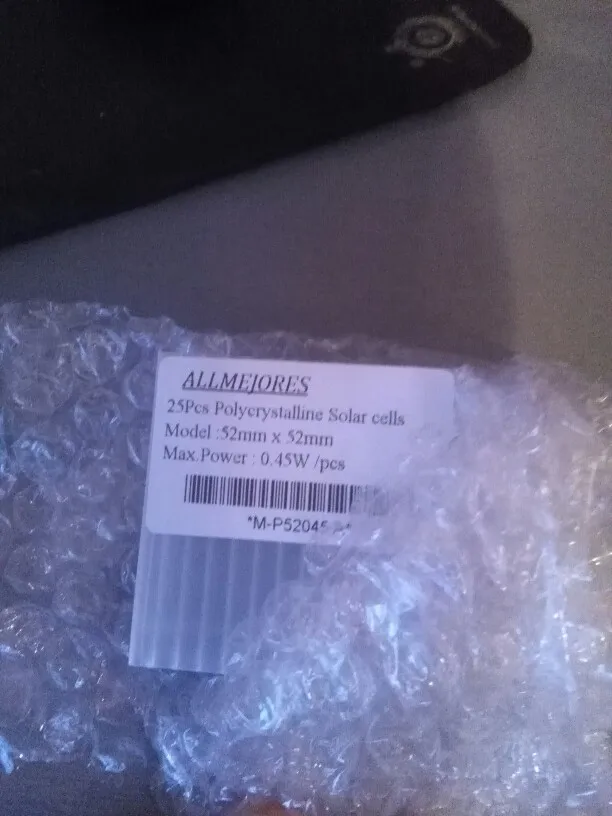 ALLMEJORES
25Pcs Polycrystalline Solar cells
Model :52mm x 52mm
Max.Power : 0.45W /pcs